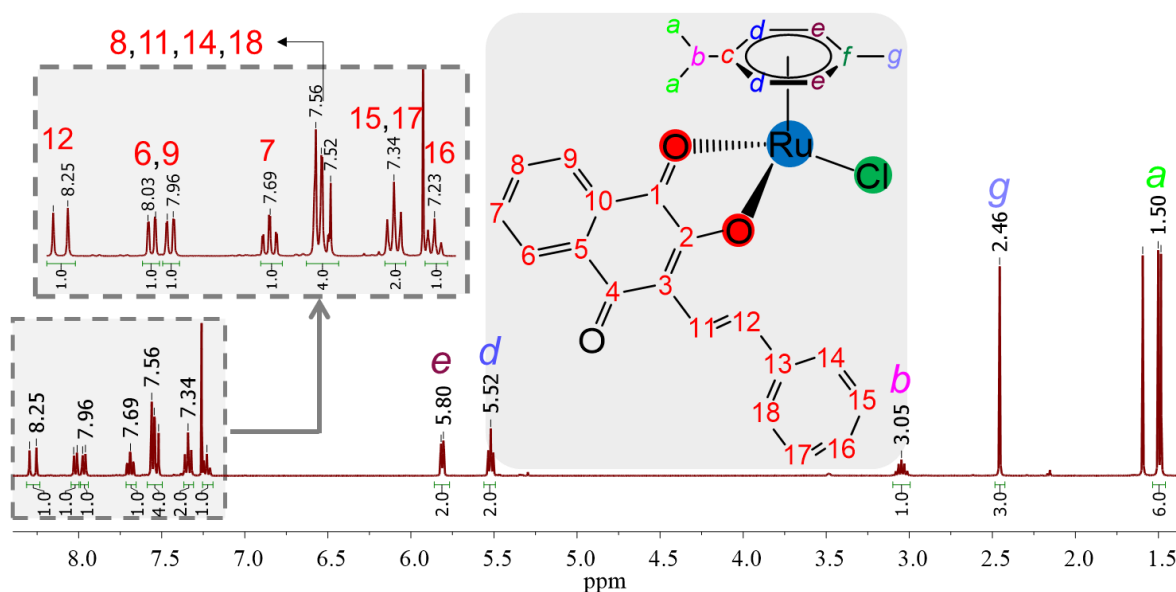 8,11,14,18
12
8.25
6,9
8.03
7.96
7
7.69
7.56
7.52
15,17
7.34
16
7.23
1.0
1.0
1.0
1.0
4.0
2.0
1.0
a
b
a
c
d
d
e
e
f
g
Ru
Cl
O
O
O
1
2
3
4
5
6
7
8
9
10
11
12
13
14
15
16
17
18
8.25
7.96
7.69
7.56
7.34
e
5.80
d
5.52
b
3.05
g
2.46
a
1.50
1.0
1.0
1.0
1.0
4.0
2.0
1.0
2.0
2.0
1.0
3.0
6.0
8.0 7.5 7.0 6.5 6.0 5.5 5.0 4.5 4.0 3.5 3.0 2.5 2.0 1.5
ppm